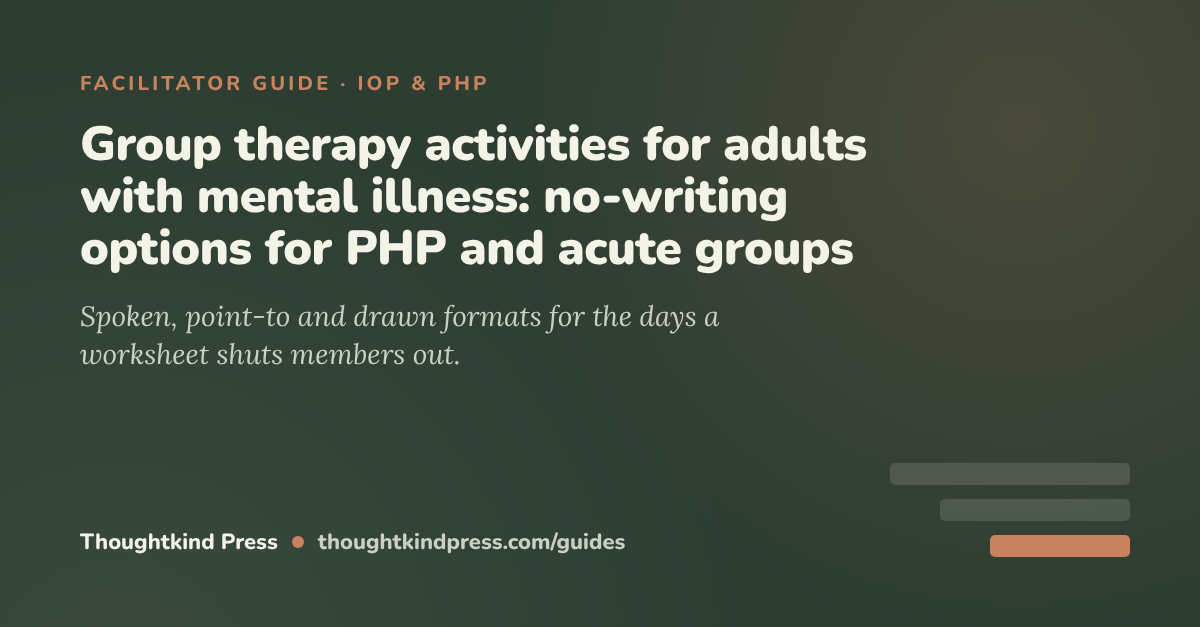 FACILITATOR GUIDE · IOP & PHP
Group therapy activities for adults
with mental illness: no-writing
options for PHP and acute groups
Spoken, point-to and drawn formats for the days a
worksheet shuts members out.
Thoughtkind Press • thoughtkindpress.com/guides